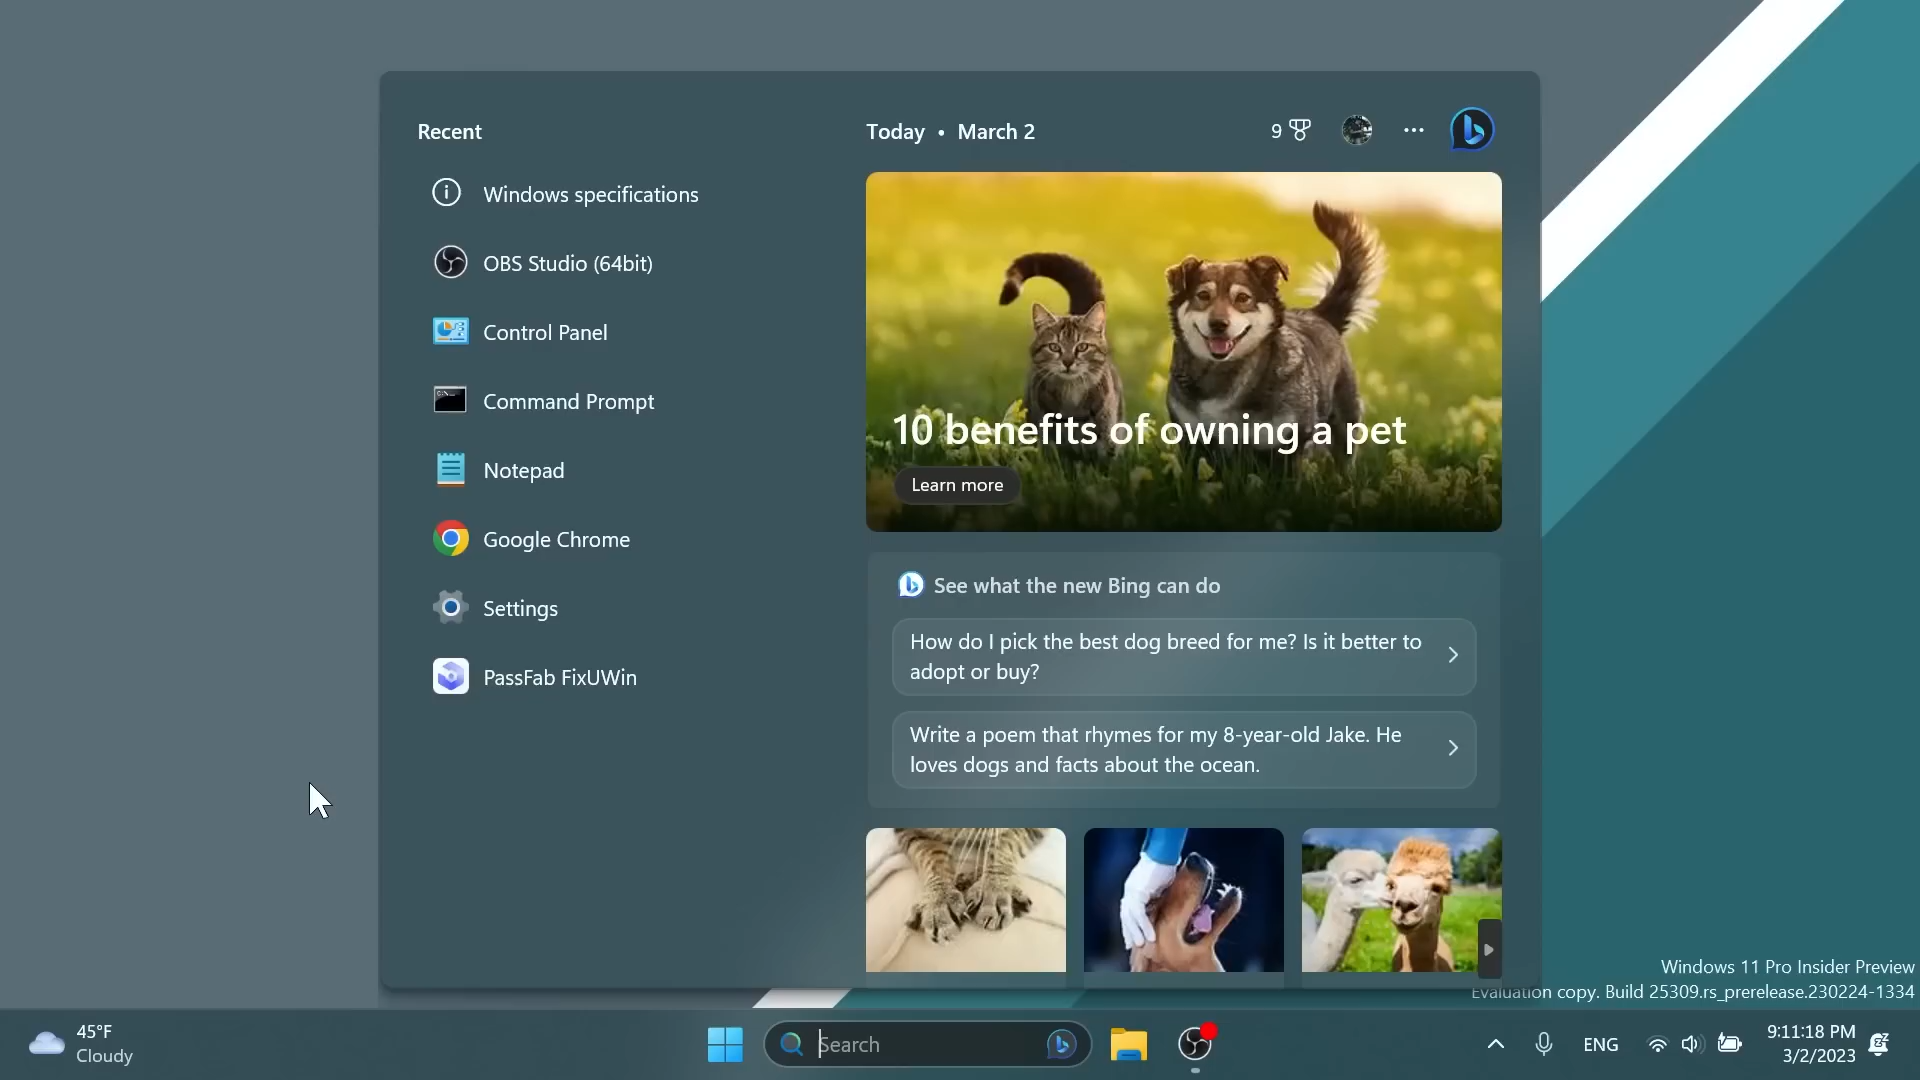 Recent
Windows specifications
OBS Studio (64bit)
Control Panel
Command Prompt
Notepad
Google Chrome
Settings
PassFab FixUWin
Today • March 2
9
10 benefits of owning a pet
Learn more
See what the new Bing can do
How do I pick the best dog breed for me? Is it better to
adopt or buy?
Write a poem that rhymes for my 8-year-old Jake. He
loves dogs and facts about the ocean.
Windows 11 Pro Insider Preview
Evaluation copy. Build 25309.rs_prerelease.230224-1334
45°F
Cloudy
Search
ENG
9:11:18 PM
3/2/2023